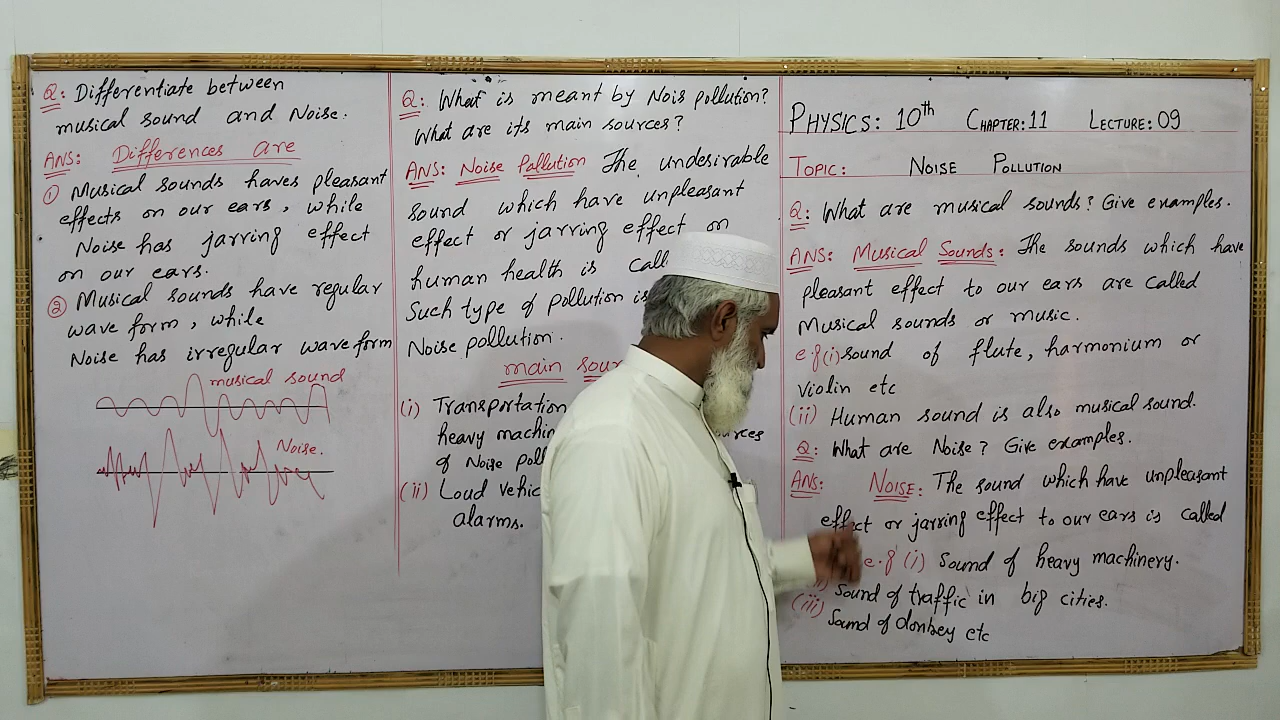 PHYSICS: 10th CHAPTER:11 LECTURE:09
TOPIC: NOISE POLLUTION
Q: What are musical sounds? Give examples.
ANS: Musical Sounds: The sounds which have
pleasant effect to our ears are called
Musical sounds or music.
e.g (i) sound of flute, harmonium or
violin etc
(ii) Human sound is also musical sound.
Q: What are Noise? Give examples.
ANS: NOISE: The sound which have unpleasant
effect or jarring effect to our ears is called
e.g (i) Sound of heavy machinery.
Sound of traffic in big cities.
(iii) Sound of donkey etc
Q: What is meant by Nois pollution?
What are its main sources?
ANS: Noise Pallution The undesirable
sound which have unpleasant
effect or jarring effect on
human health is
Such type of pollution is
Noise pollution.
main
(i) Transportation
heavy
of Noise
(ii) Loud
alarms.
Q: Differentiate between
musical sound and Noise.
ANS: Differences are
① Musical sounds haves pleasant
effects on our ears, while
Noise has jarring effect
on our ears.
② Musical sounds have regular
wave form, while
Noise has irregular wave form
musical sound
Noise.